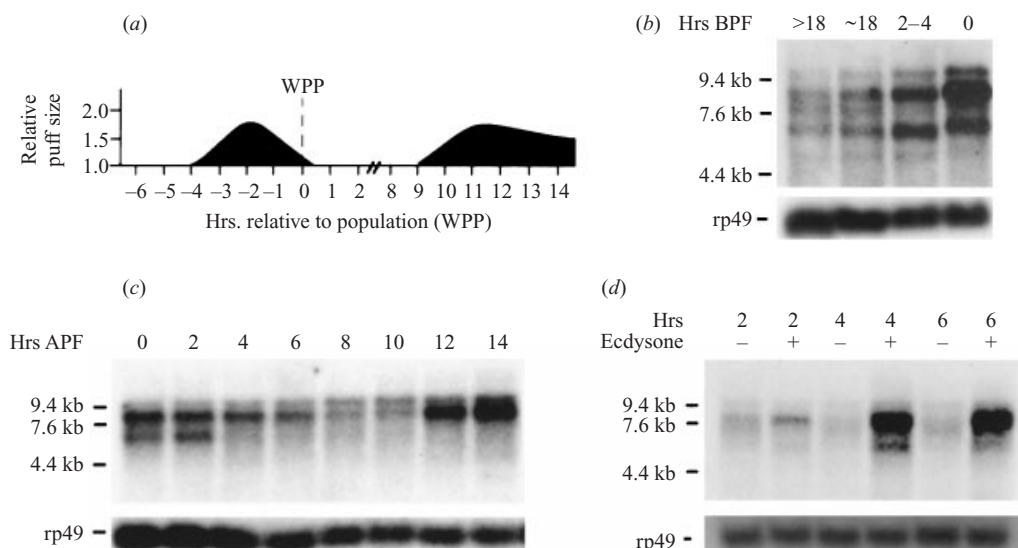 (a)
WPP
Relative
puff size
2.0
1.5
1.0
–6 –5 –4 –3 –2 –1 0 1 2 8 9 10 11 12 13 14
Hrs. relative to population (WPP)
(b) Hrs BPF >18 ~18 2–4 0
9.4 kb
7.6 kb
4.4 kb
rp49
(c)
Hrs APF 0 2 4 6 8 10 12 14
9.4 kb
7.6 kb
4.4 kb
rp49
(d)
Hrs 2 2 4 4 6 6
Ecdysone – + – + – +
9.4 kb
7.6 kb
4.4 kb
rp49